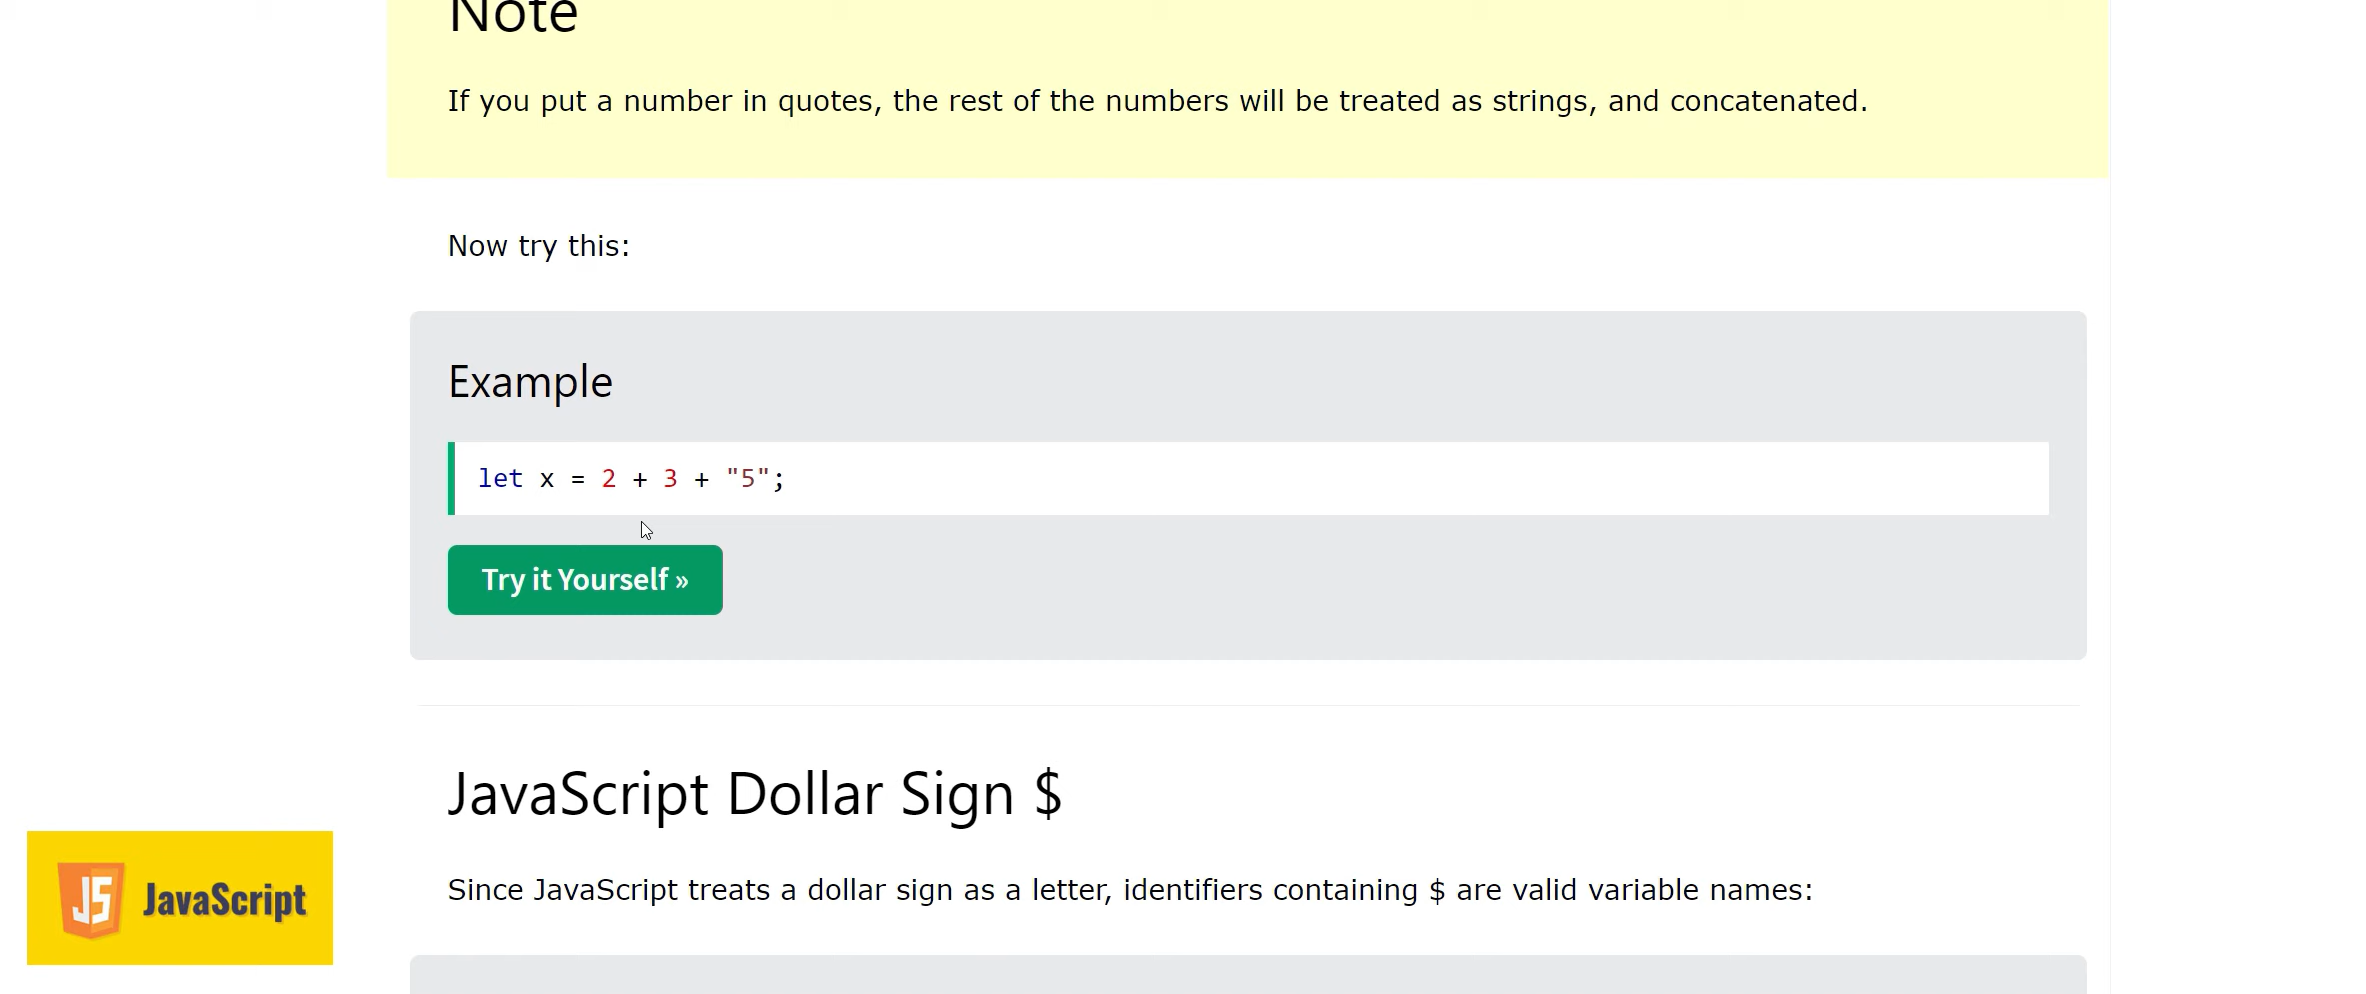 Note
If you put a number in quotes, the rest of the numbers will be treated as strings, and concatenated.
Now try this:
Example
let x = 2 + 3 + "5";
Try it Yourself »
JavaScript Dollar Sign $
Since JavaScript treats a dollar sign as a letter, identifiers containing $ are valid variable names:
JS JavaScript